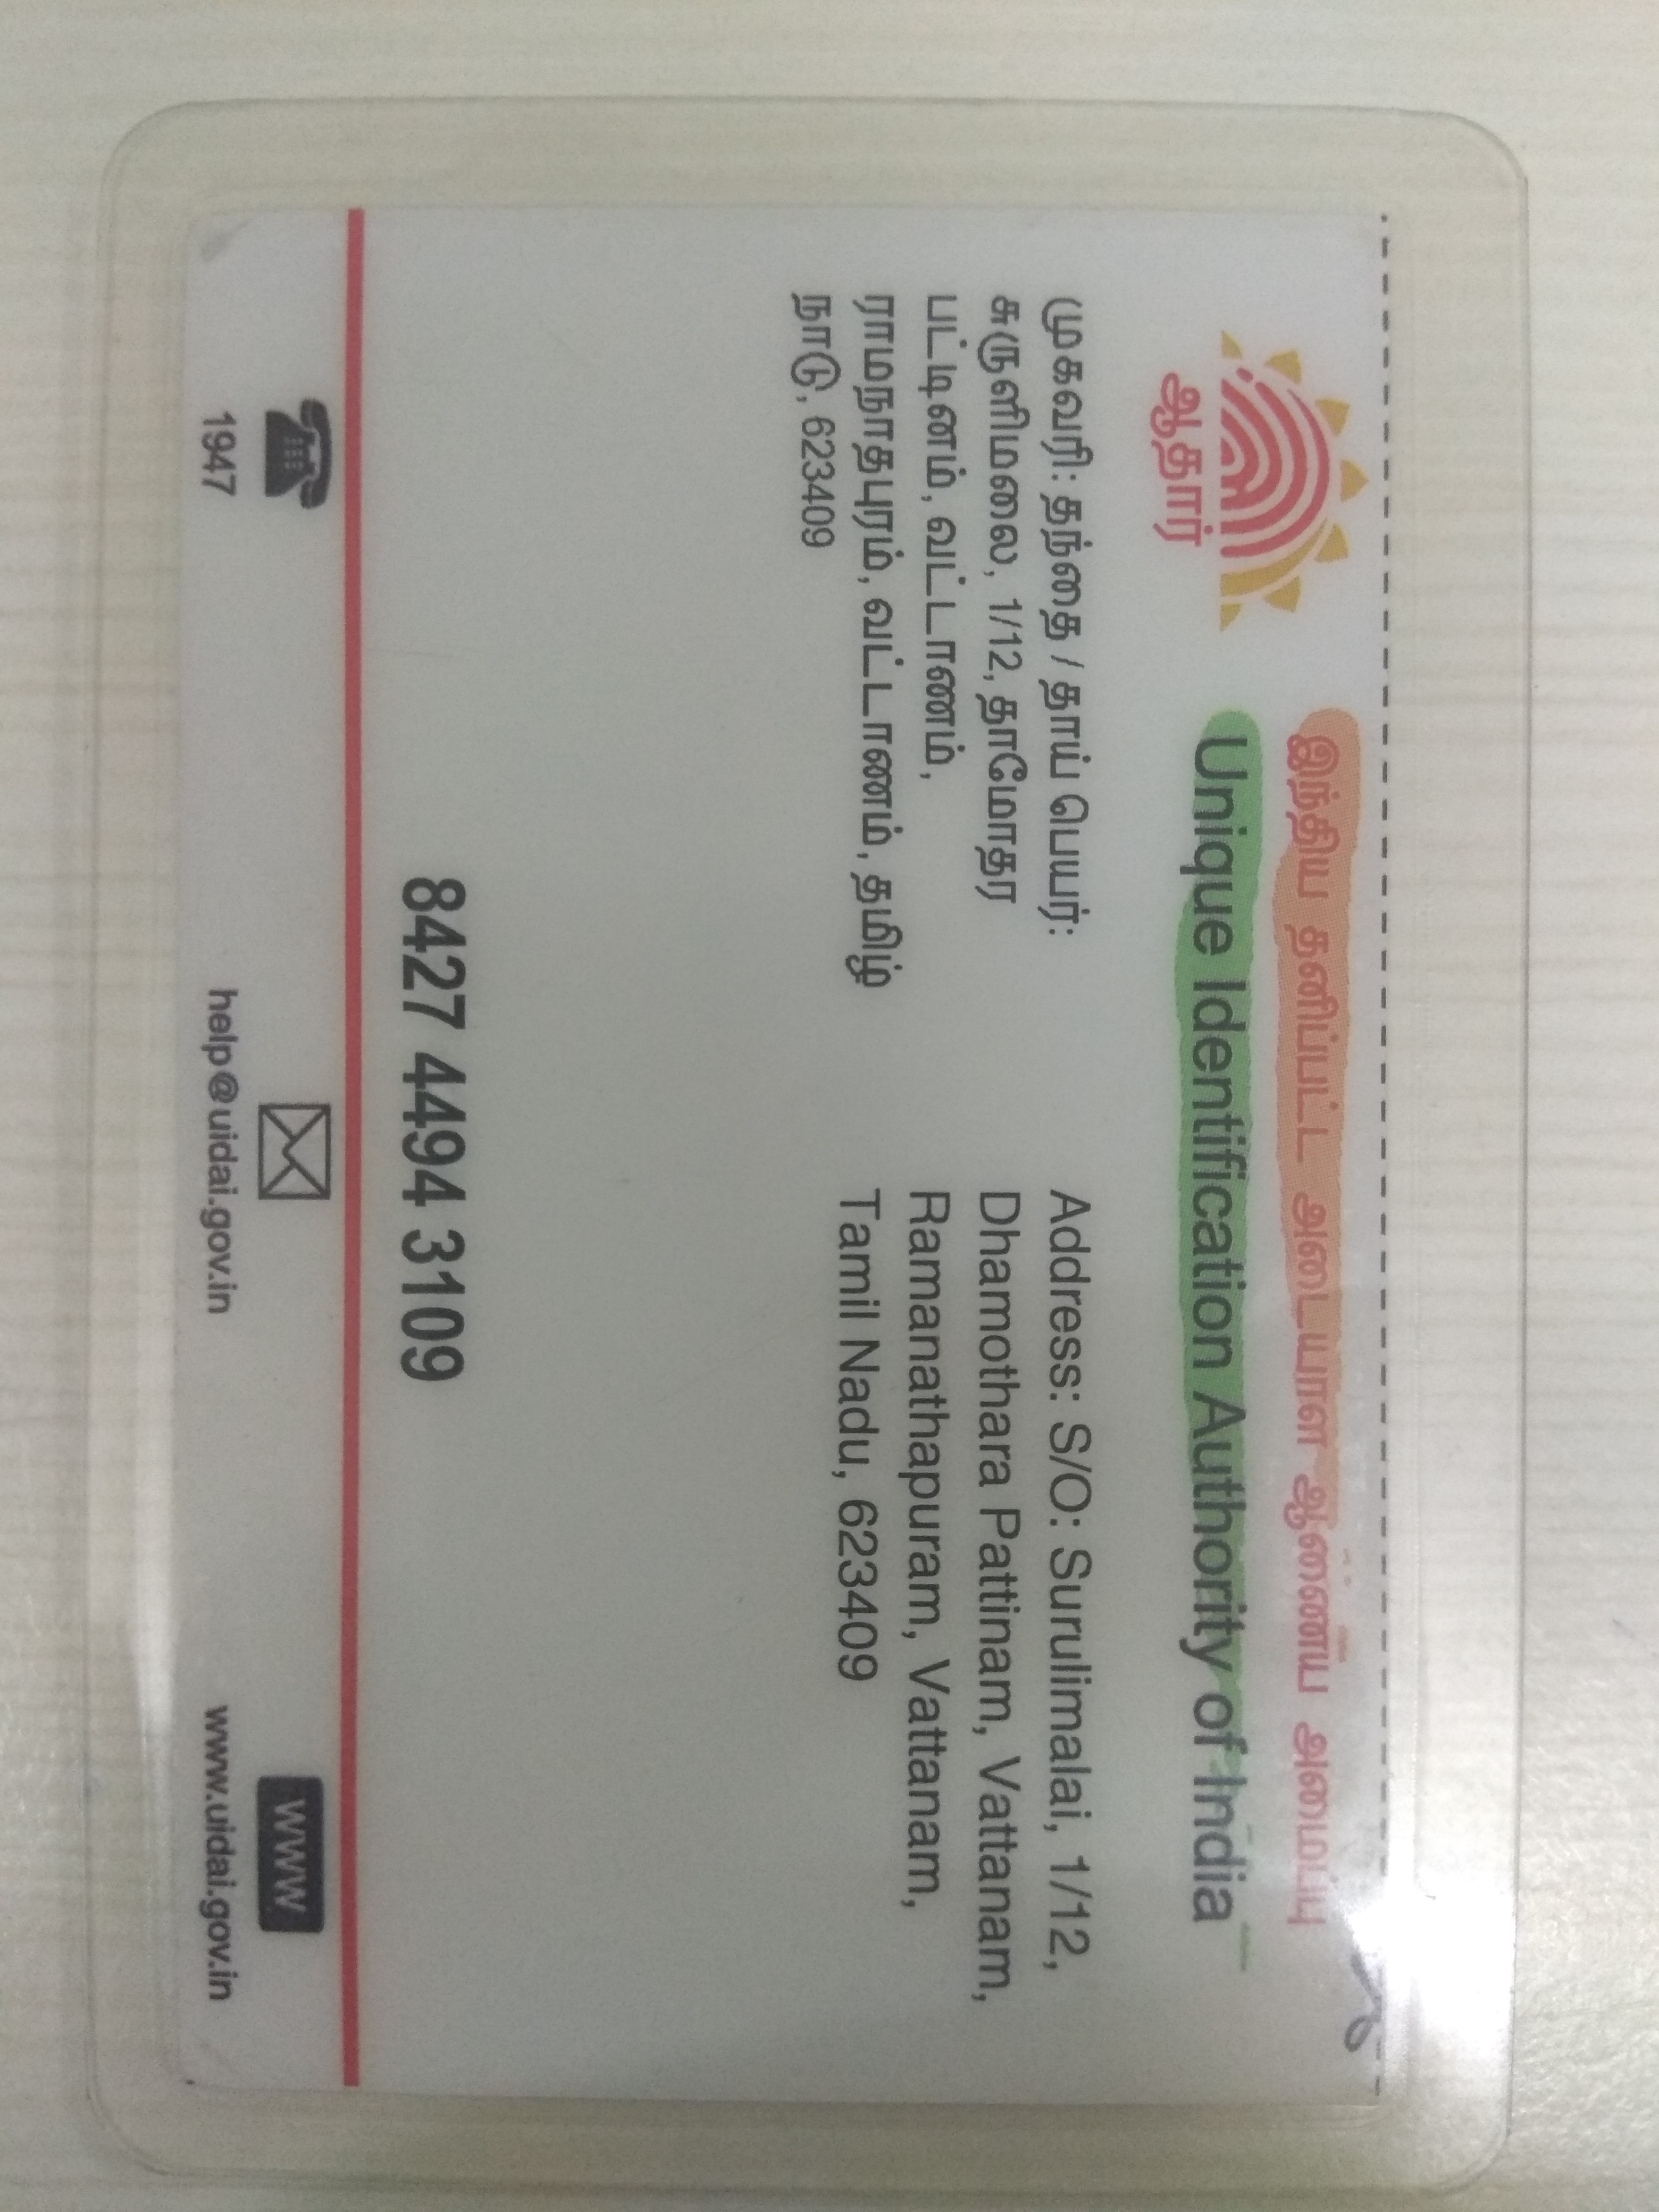 இந்திய தனிப்பட்ட அடையாள ஆணைய அமைப்பு
Unique Identification Authority of India
ஆதார்
முகவரி: தந்தை / தாய் பெயர்:
சுருளிமலை, 1/12, தாமோதர
பட்டினம், வட்டாணம்,
ராமநாதபுரம், வட்டாணம், தமிழ்
நாடு, 623409
Address: S/O: Surulimalai, 1/12,
Dhamothara Pattinam, Vattanam,
Ramanathapuram, Vattanam,
Tamil Nadu, 623409
8427 4494 3109
1947
help@uidai.gov.in
WWW
www.uidai.gov.in